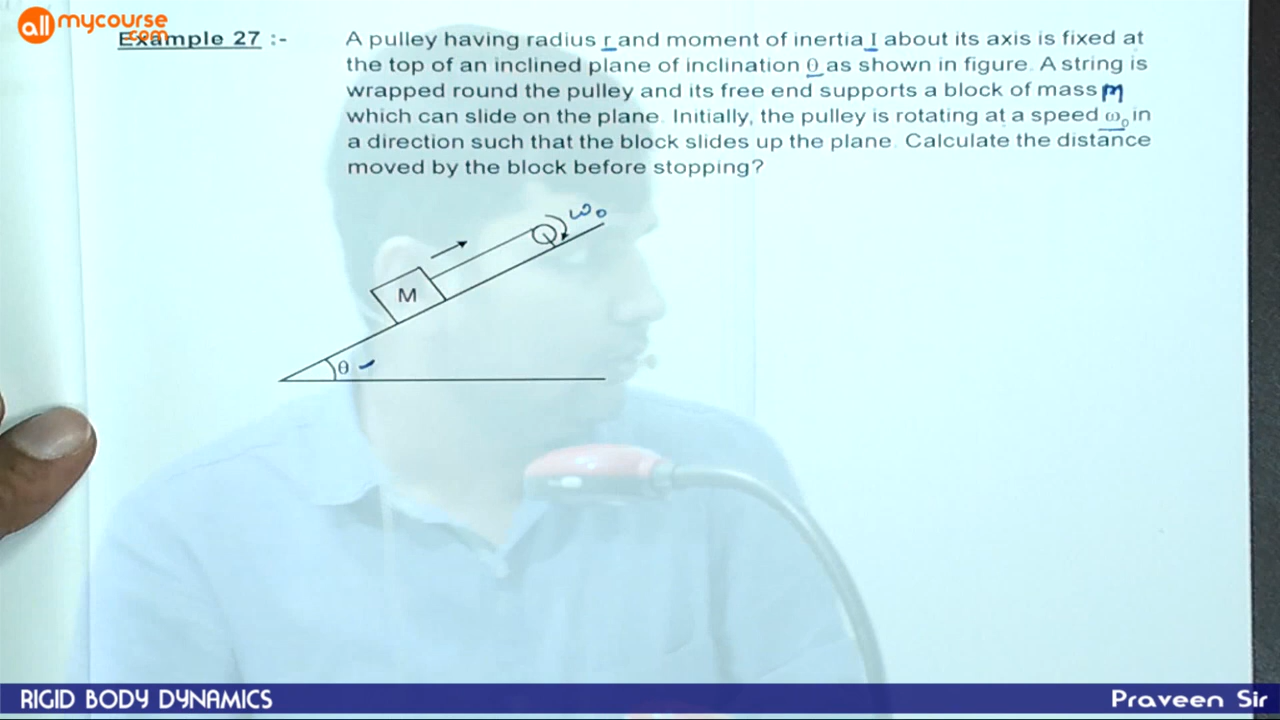 all mycourse
.com
Example 27 :-
A pulley having radius r and moment of inertia I about its axis is fixed at
the top of an inclined plane of inclination θ as shown in figure. A string is
wrapped round the pulley and its free end supports a block of mass M
which can slide on the plane. Initially, the pulley is rotating at a speed ω₀ in
a direction such that the block slides up the plane. Calculate the distance
moved by the block before stopping?
ω₀
M
θ
RIGID BODY DYNAMICS
Praveen Sir